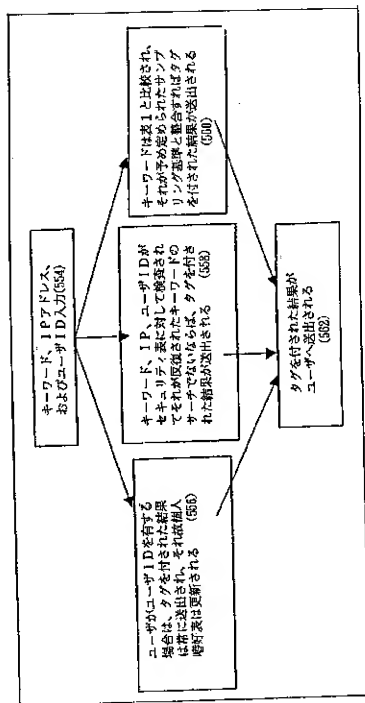 キーワード、IPアドレス、
およびユーザID入力(554)
ユーザがユーザIDを有する
場合は、タグを付された結果
は常に送出され、それ故個人
嗜好表は更新される
(556)
キーワード、IP、ユーザIDが
セキュリティ表に対して検査され
てそれが反復されたキーワードの
サーチでないならば、タグを付さ
れた結果が送出される
(558)
キーワードは表1と比較され、
それが予め定められたサンプ
リング基準と整合すればタグ
を付された結果が送出される
(560)
タグを付された結果が
ユーザへ送出される
(562)